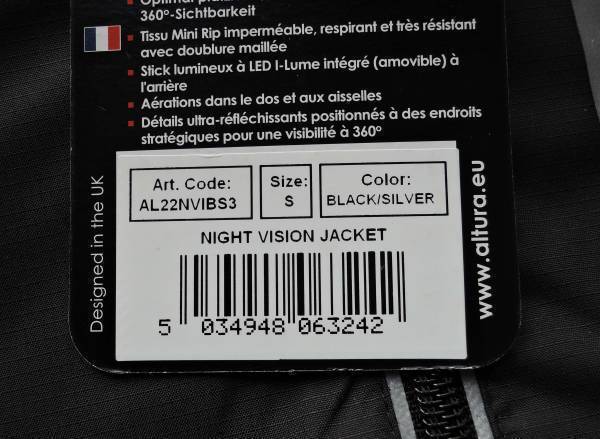 360°-Sichtbarkeit
Tissu Mini Rip imperméable, respirant et très résistant
avec doublure maillée
Stick lumineux à LED I-Lume intégré (amovible) à
l'arrière
Aérations dans le dos et aux aisselles
Détails ultra-réfléchissants positionnés à des endroits
stratégiques pour une visibilité à 360°
Designed in the UK
Art. Code:
AL22NVIBS3
Size:
S
Color:
BLACK/SILVER
NIGHT VISION JACKET
5 034948 063242
www.altura.eu